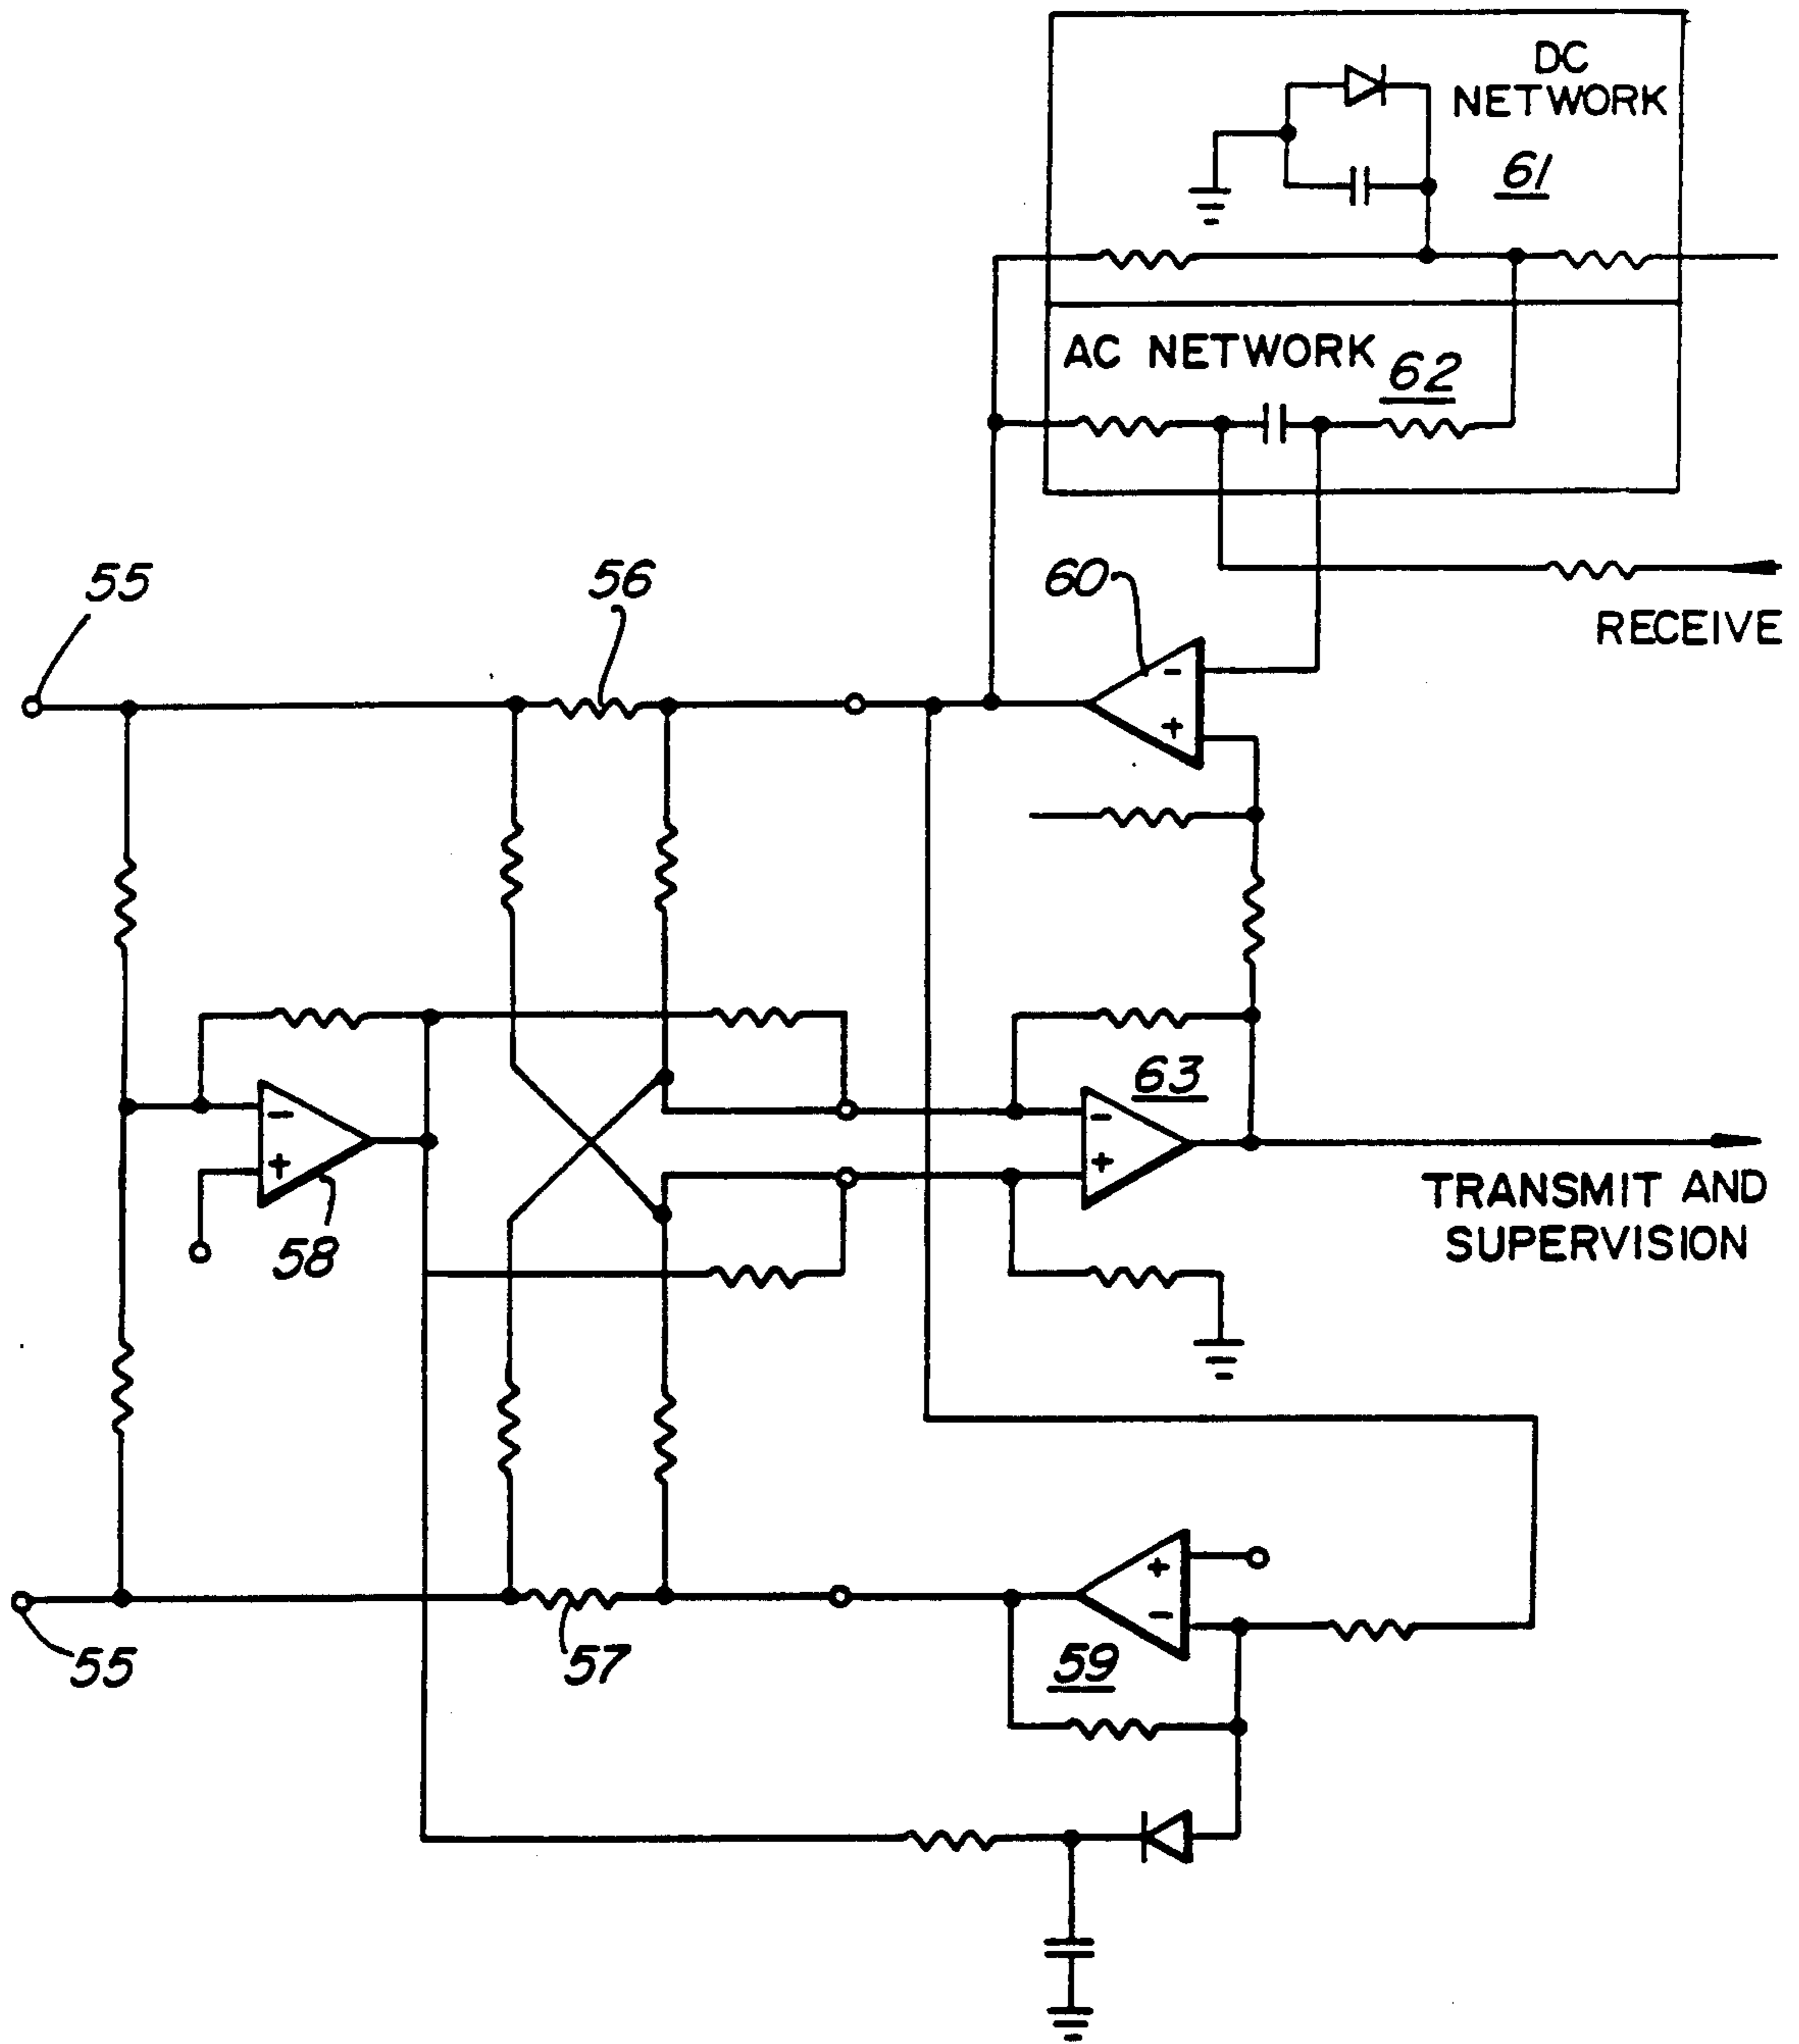 DC
NETWORK
61
AC NETWORK 62
55
56
60
-
+
RECEIVE
63
-
+
-
+
58
TRANSMIT AND
SUPERVISION
+
-
55
57
59